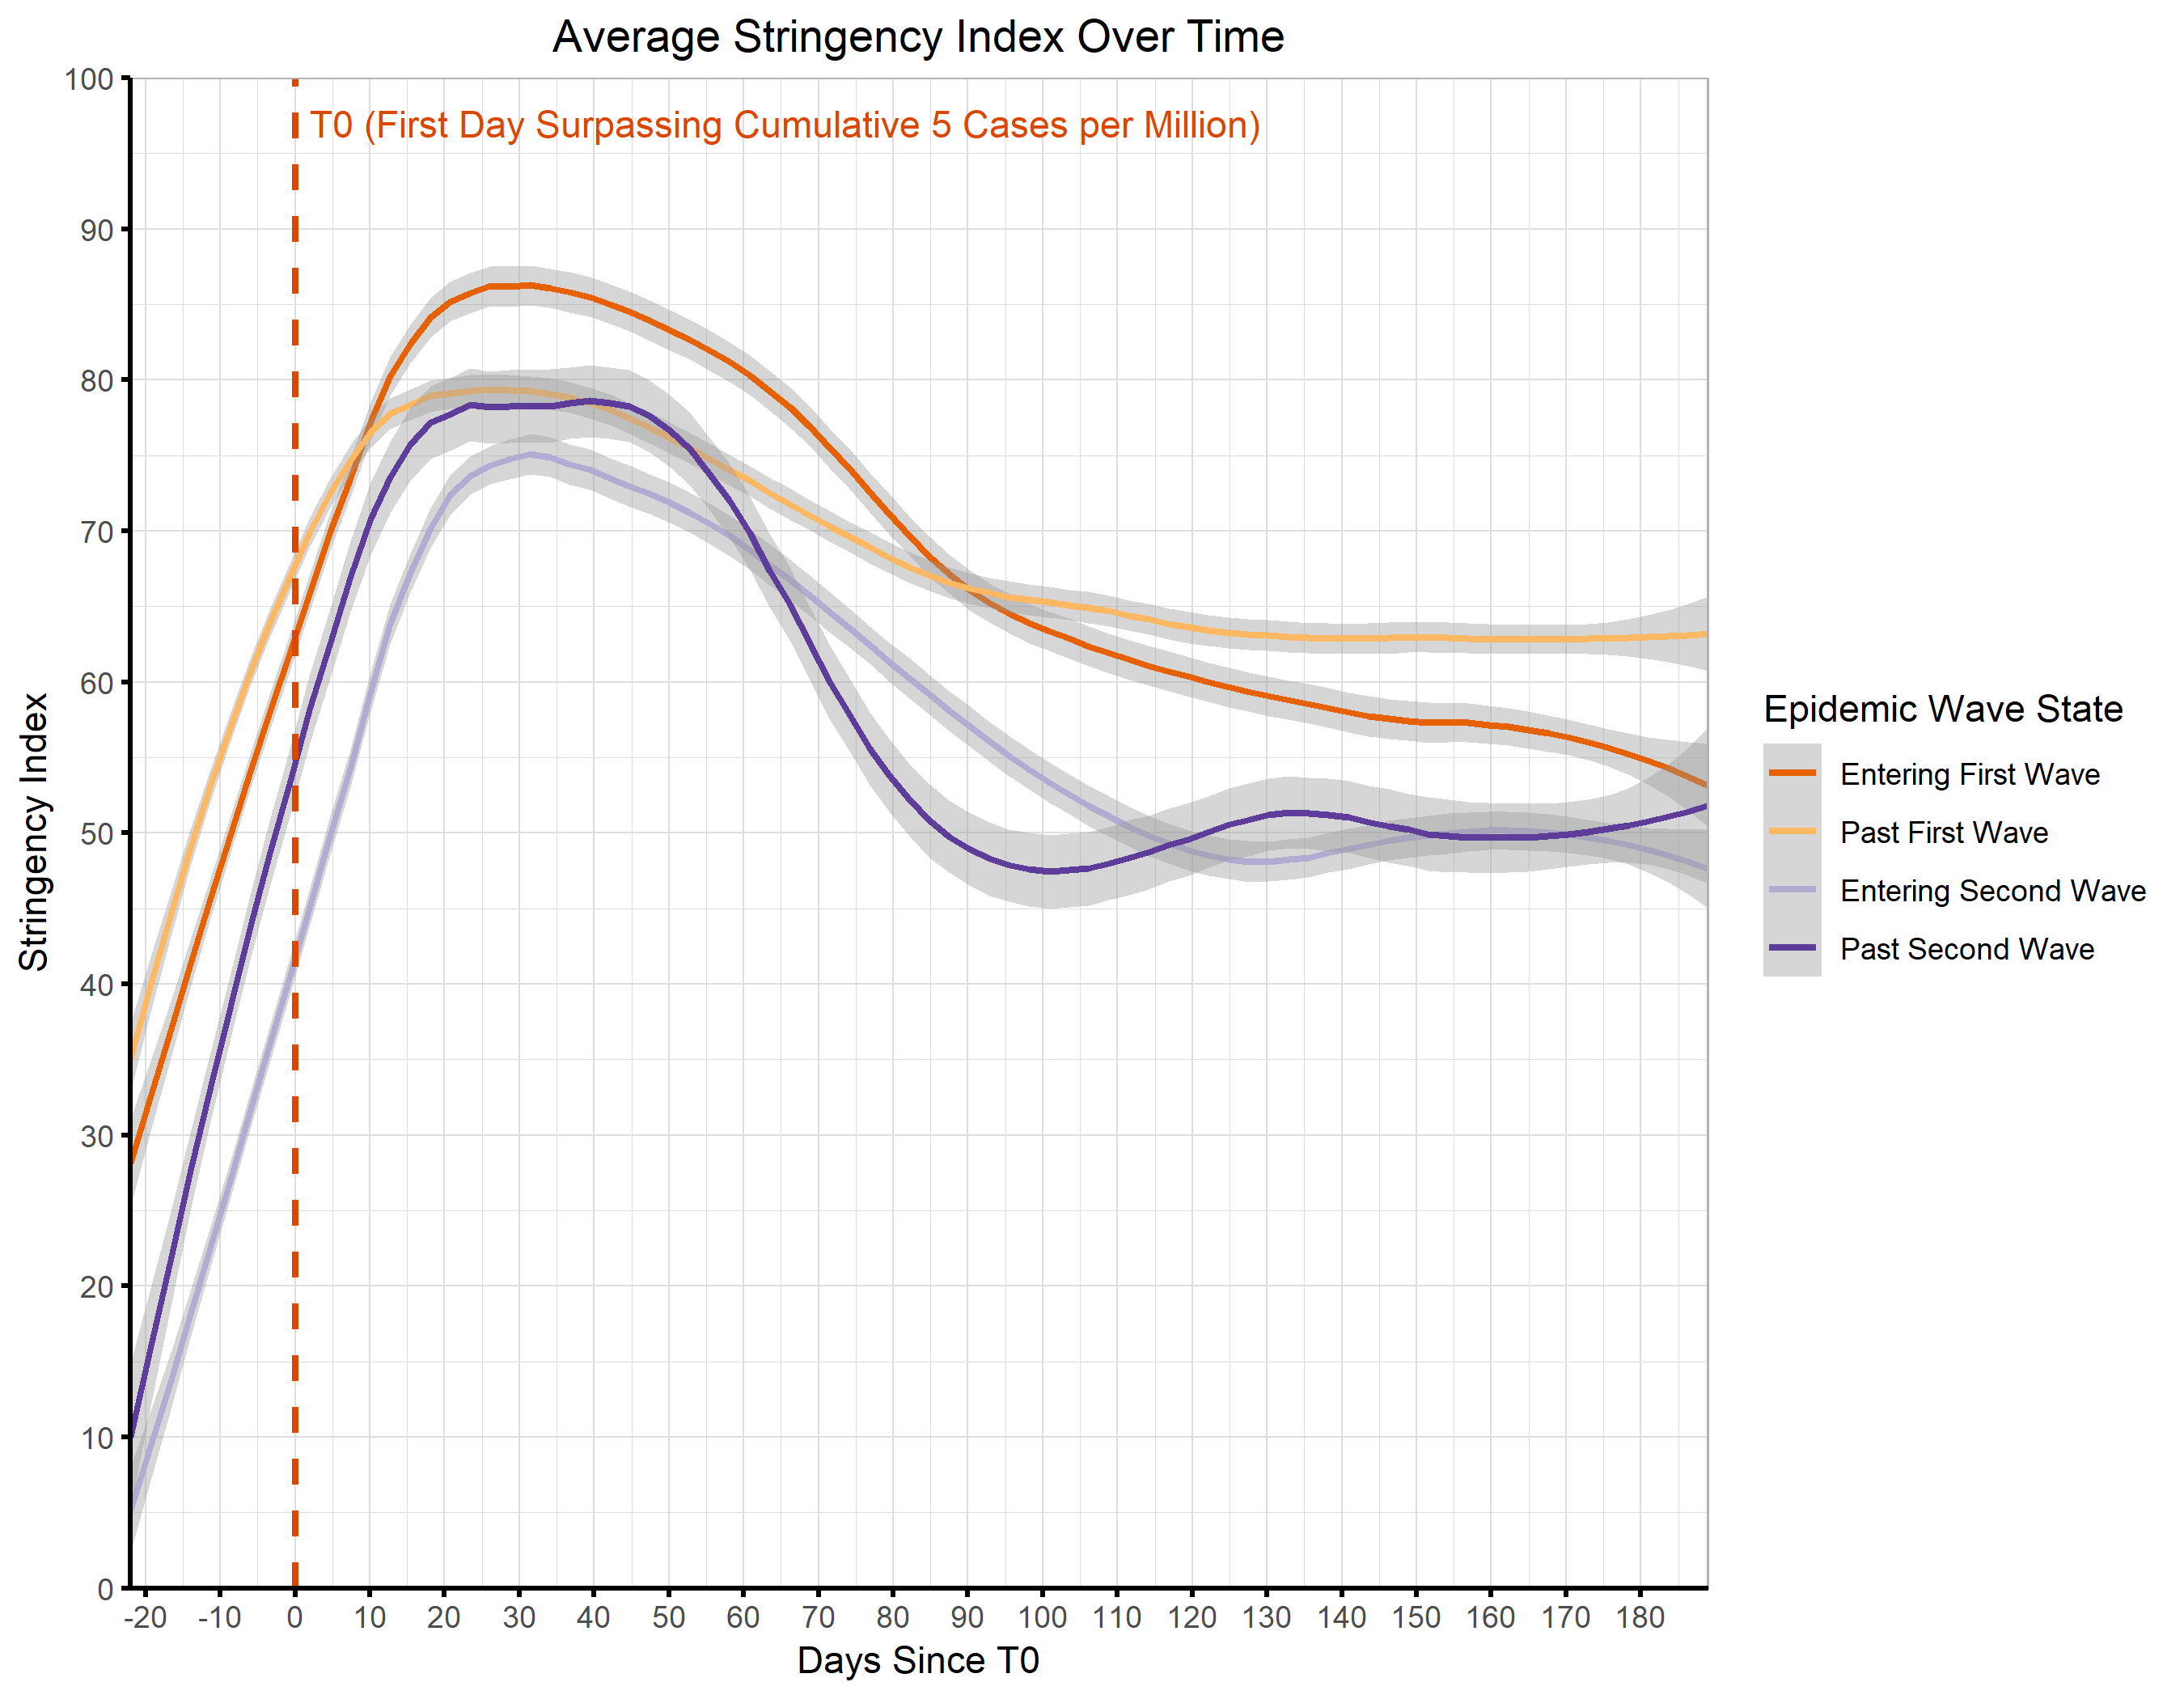 Average Stringency Index Over Time
T0 (First Day Surpassing Cumulative 5 Cases per Million)
100
90
80
70
60
50
40
30
20
10
0
Stringency Index
-20 -10 0 10 20 30 40 50 60 70 80 90 100 110 120 130 140 150 160 170 180
Days Since T0
Epidemic Wave State
Entering First Wave
Past First Wave
Entering Second Wave
Past Second Wave